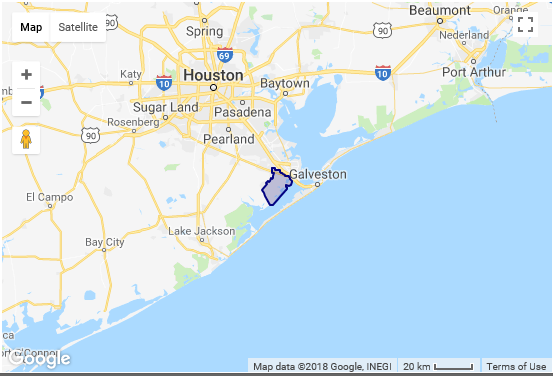 Map
Satellite
Beaumont
Orange
Spring
90
90
Nederland
69
10
Port Arthur
Houston
Katy
10
Baytown
Sugar Land
Pasadena
Rosenberg
90
Pearland
Galveston
El Campo
Lake Jackson
Bay City
Google
Map data ©2018 Google, INEGI
20 km
Terms of Use